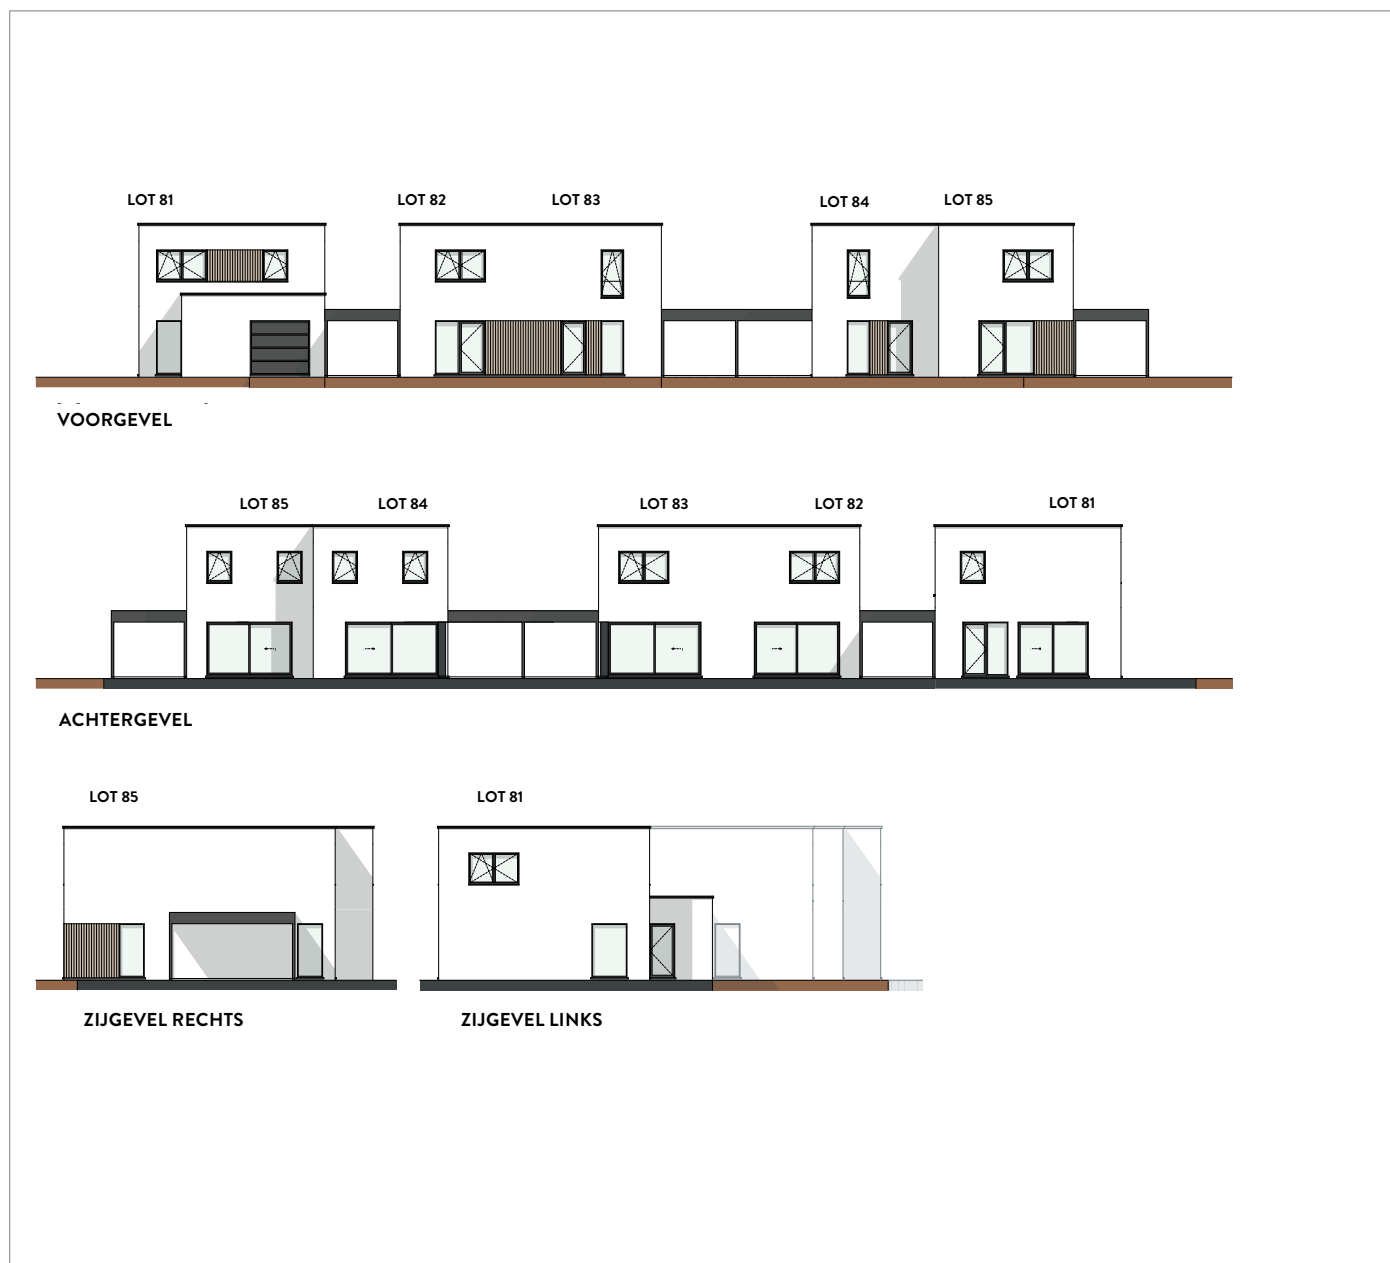 LOT 81 LOT 82 LOT 83 LOT 84 LOT 85
VOORGEVEL
LOT 85 LOT 84 LOT 83 LOT 82 LOT 81
ACHTERGEVEL
LOT 85 LOT 81
ZIJGEVEL RECHTS ZIJGEVEL LINKS